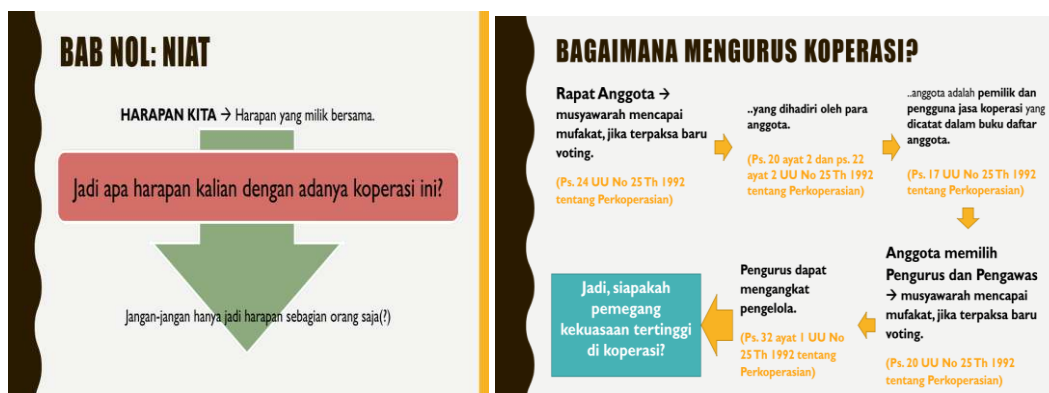 BAB NOL: NIAT
HARAPAN KITA → Harapan yang milik bersama.
Jadi apa harapan kalian dengan adanya koperasi ini?
Jangan-jangan hanya jadi harapan sebagian orang saja(?)
BAGAIMANA MENGURUS KOPERASI?
Rapat Anggota →
musyawarah mencapai
mufakat, jika terpaksa baru
voting.
(Ps. 24 UU No 25 Th 1992
tentang Perkoperasian)
..yang dihadiri oleh para
anggota.
(Ps. 20 ayat 2 dan ps. 22
ayat 2 UU No 25 Th 1992
tentang Perkoperasian)
..anggota adalah pemilik dan
pengguna jasa koperasi yang
dicatat dalam buku daftar
anggota.
(Ps. 17 UU No 25 Th 1992
tentang Perkoperasian)
Anggota memilih
Pengurus dan Pengawas
→ musyawarah mencapai
mufakat, jika terpaksa baru
voting.
(Ps. 20 UU No 25 Th 1992
tentang Perkoperasian)
Pengurus dapat
mengangkat
pengelola.
(Ps. 32 ayat 1 UU No
25 Th 1992 tentang
Perkoperasian)
Jadi, siapakah
pemegang
kekuasaan tertinggi
di koperasi?